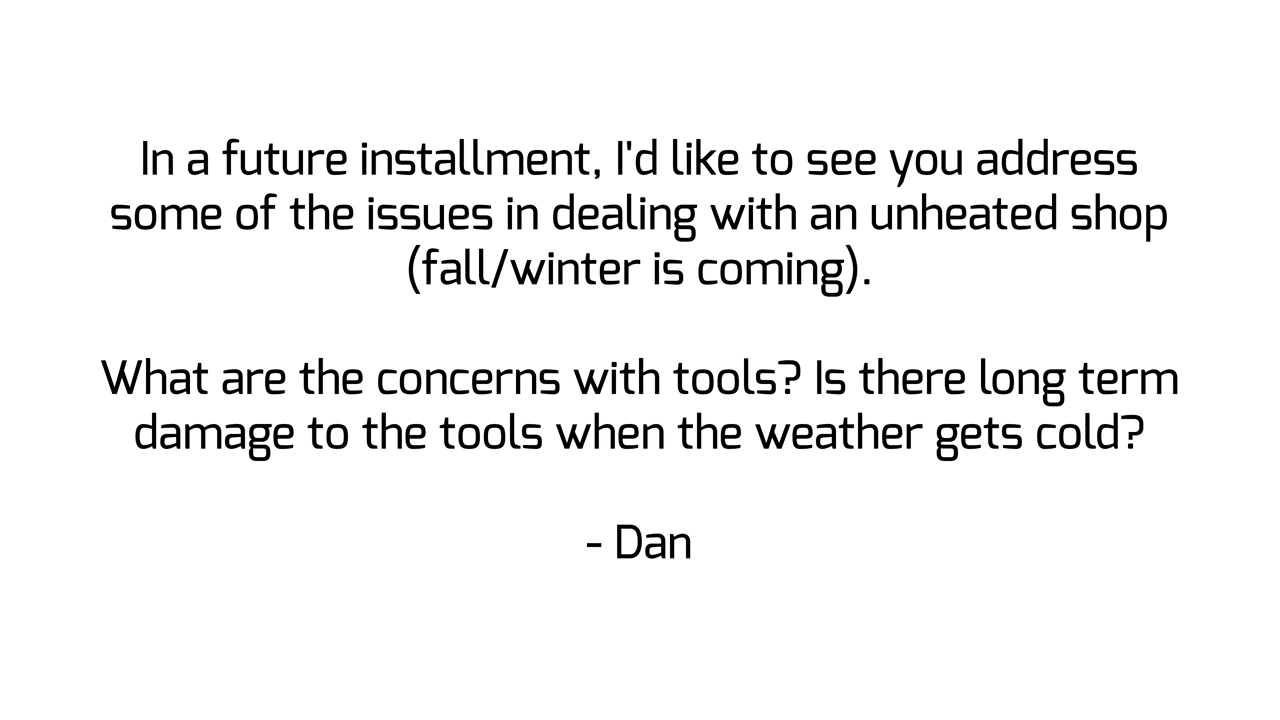 In a future installment, I'd like to see you address
some of the issues in dealing with an unheated shop
(fall/winter is coming).
What are the concerns with tools? Is there long term
damage to the tools when the weather gets cold?
- Dan